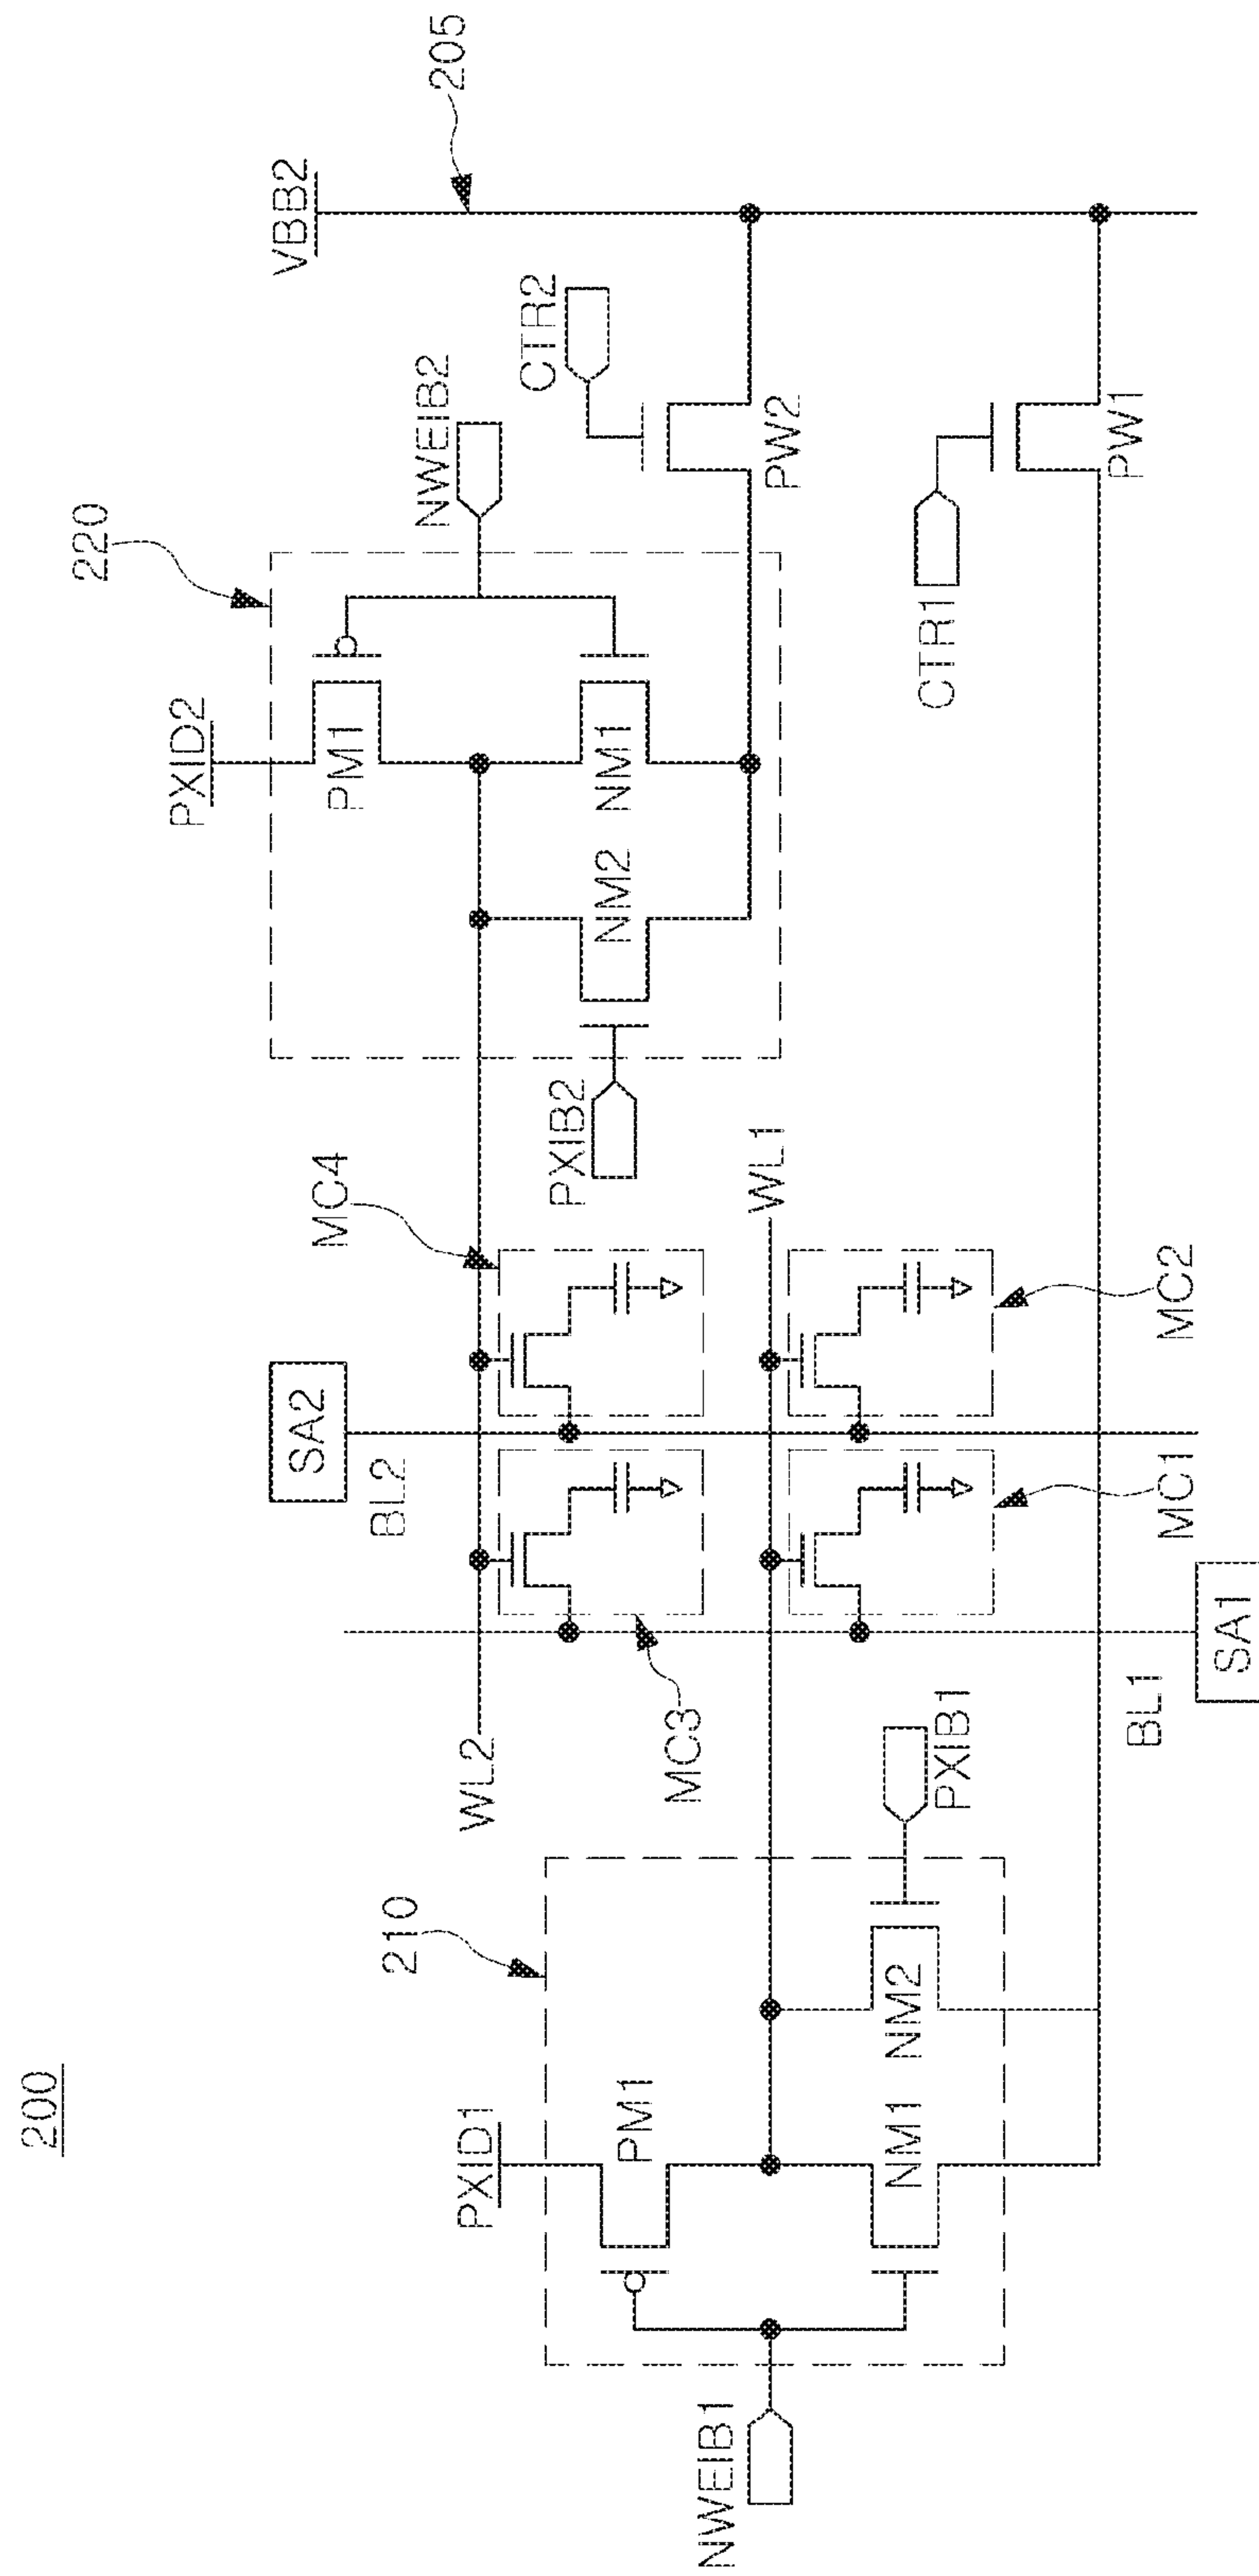 200
VBB2
205
CTR2
NWEIB2
220
PXID2
PM1
NM1
NM2
PW2
CTR1
PW1
PXIB2
MC4
WL1
SA2
BL2
MC2
MC1
WL2
MC3
SA1
BL1
PXIB1
210
PXID1
PM1
NM1
NM2
NWEIB1